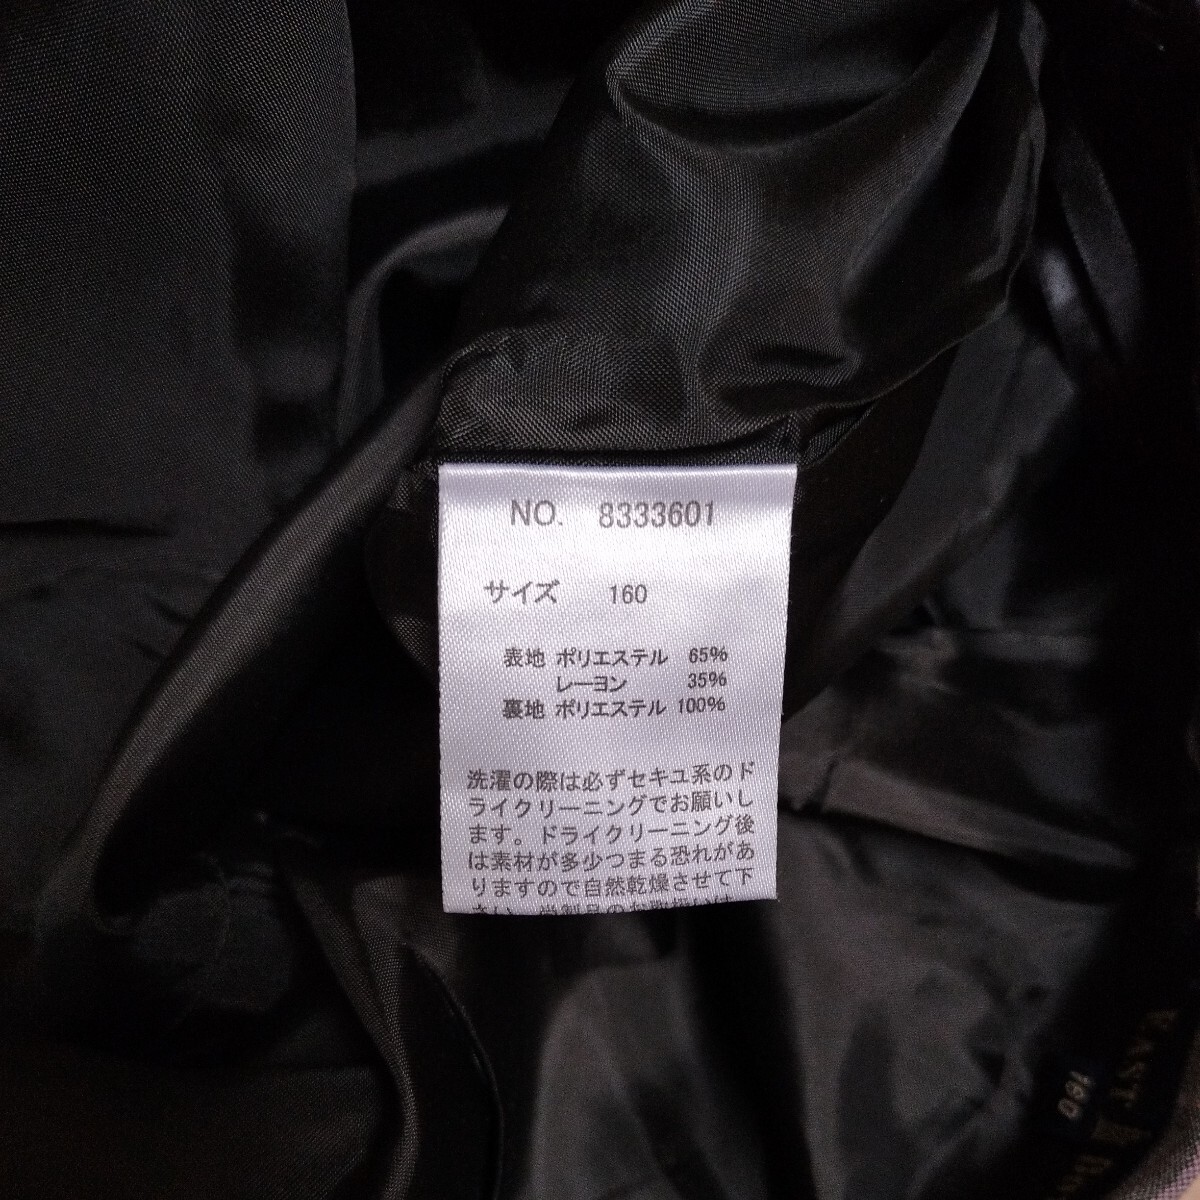 NO. 8333601
サイズ 160
表地 ポリエステル 65%
レーヨン 35%
裏地 ポリエステル 100%
洗濯の際は必ずセキユ系のド
ライクリーニングでお願いし
ます。ドライクリーニング後
は素材が多少つまる恐れがあ
りますので自然乾燥させて下
160
EAST